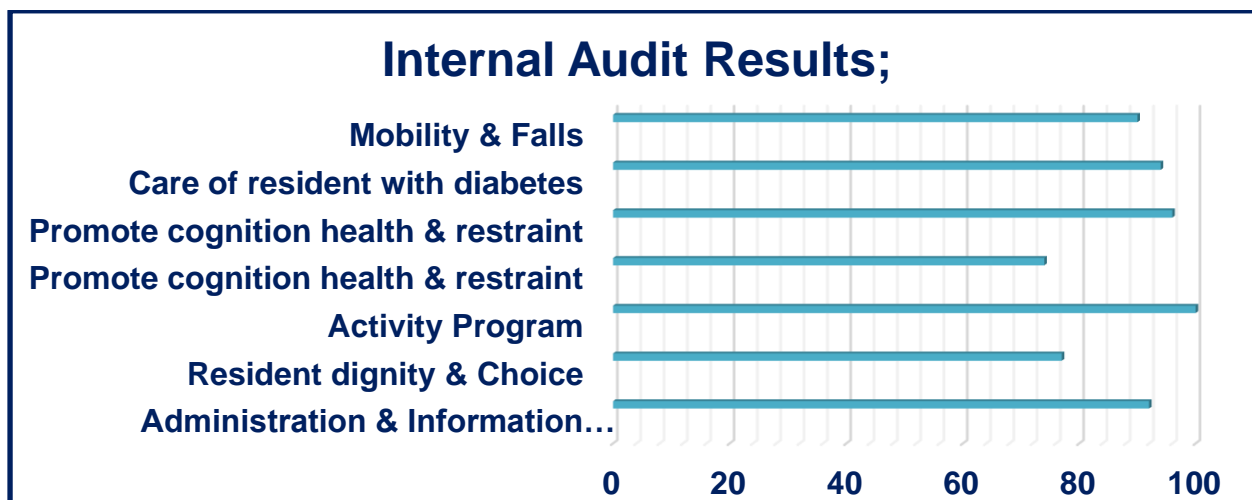 Internal Audit Results;
Mobility & Falls
Care of resident with diabetes
Promote cognition health & restraint
Promote cognition health & restraint
Activity Program
Resident dignity & Choice
Administration & Information…
0 20 40 60 80 100